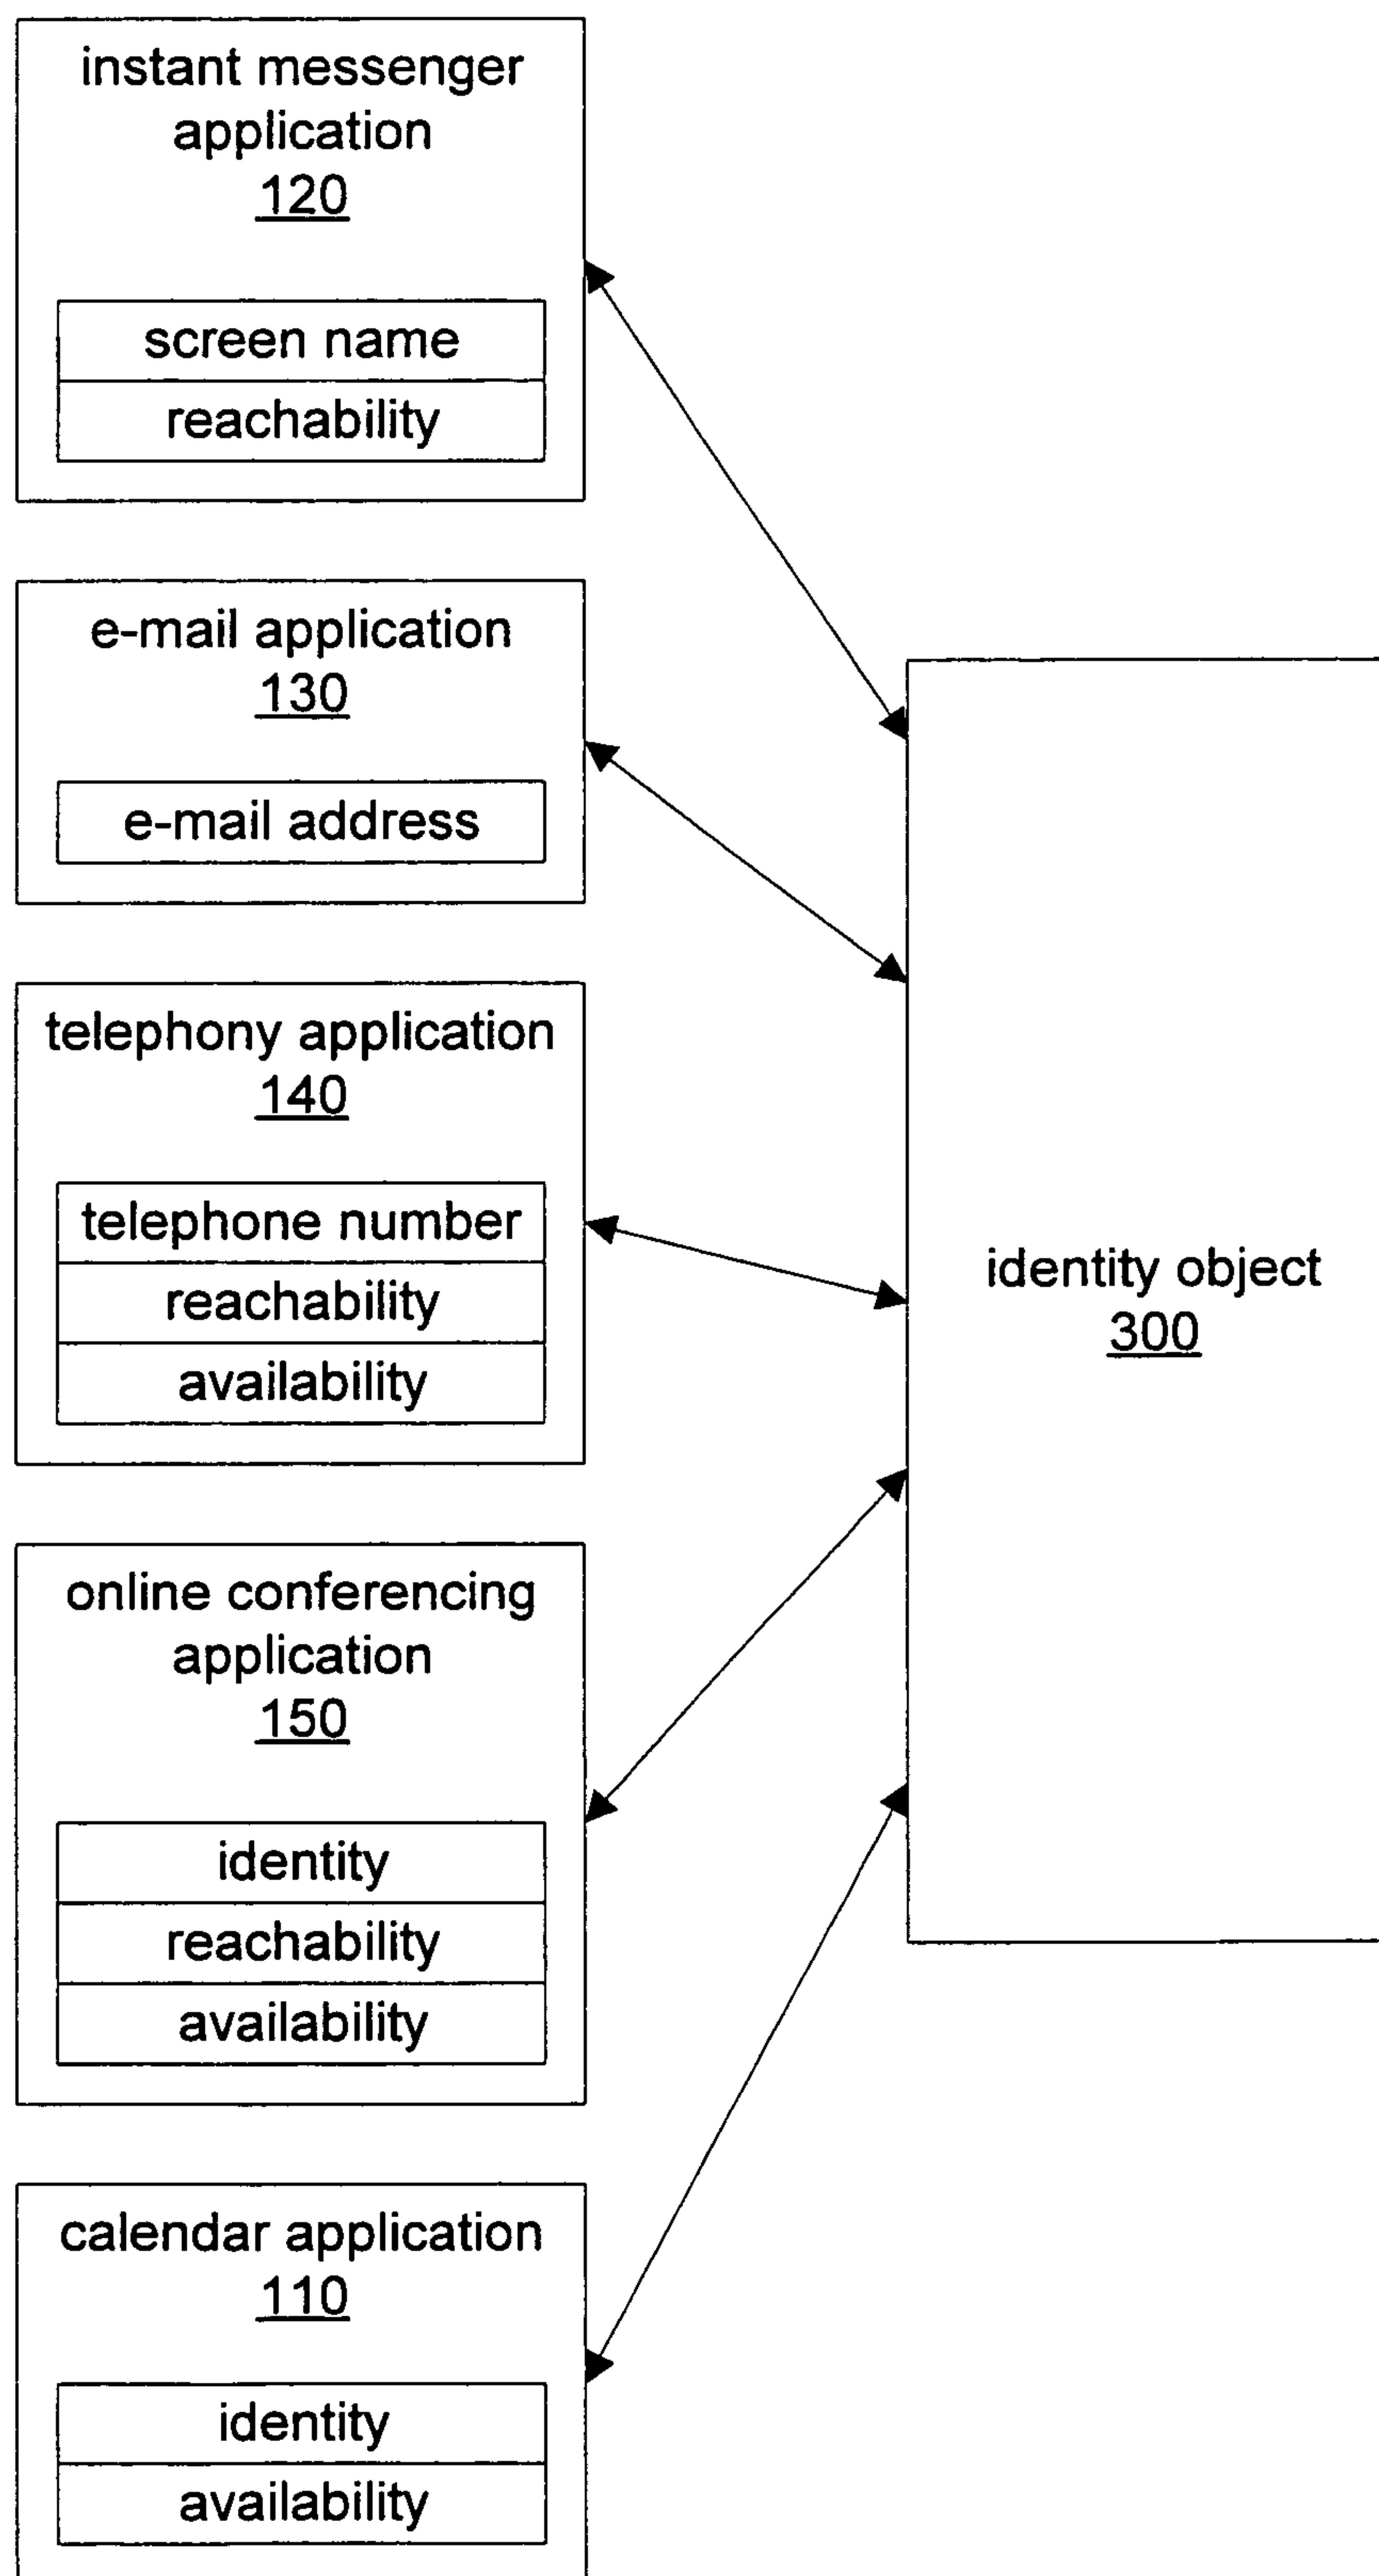 instant messenger
application
120
screen name
reachability
e-mail application
130
e-mail address
telephony application
140
telephone number
reachability
availability
online conferencing
application
150
identity
reachability
availability
calendar application
110
identity
availability
identity object
300